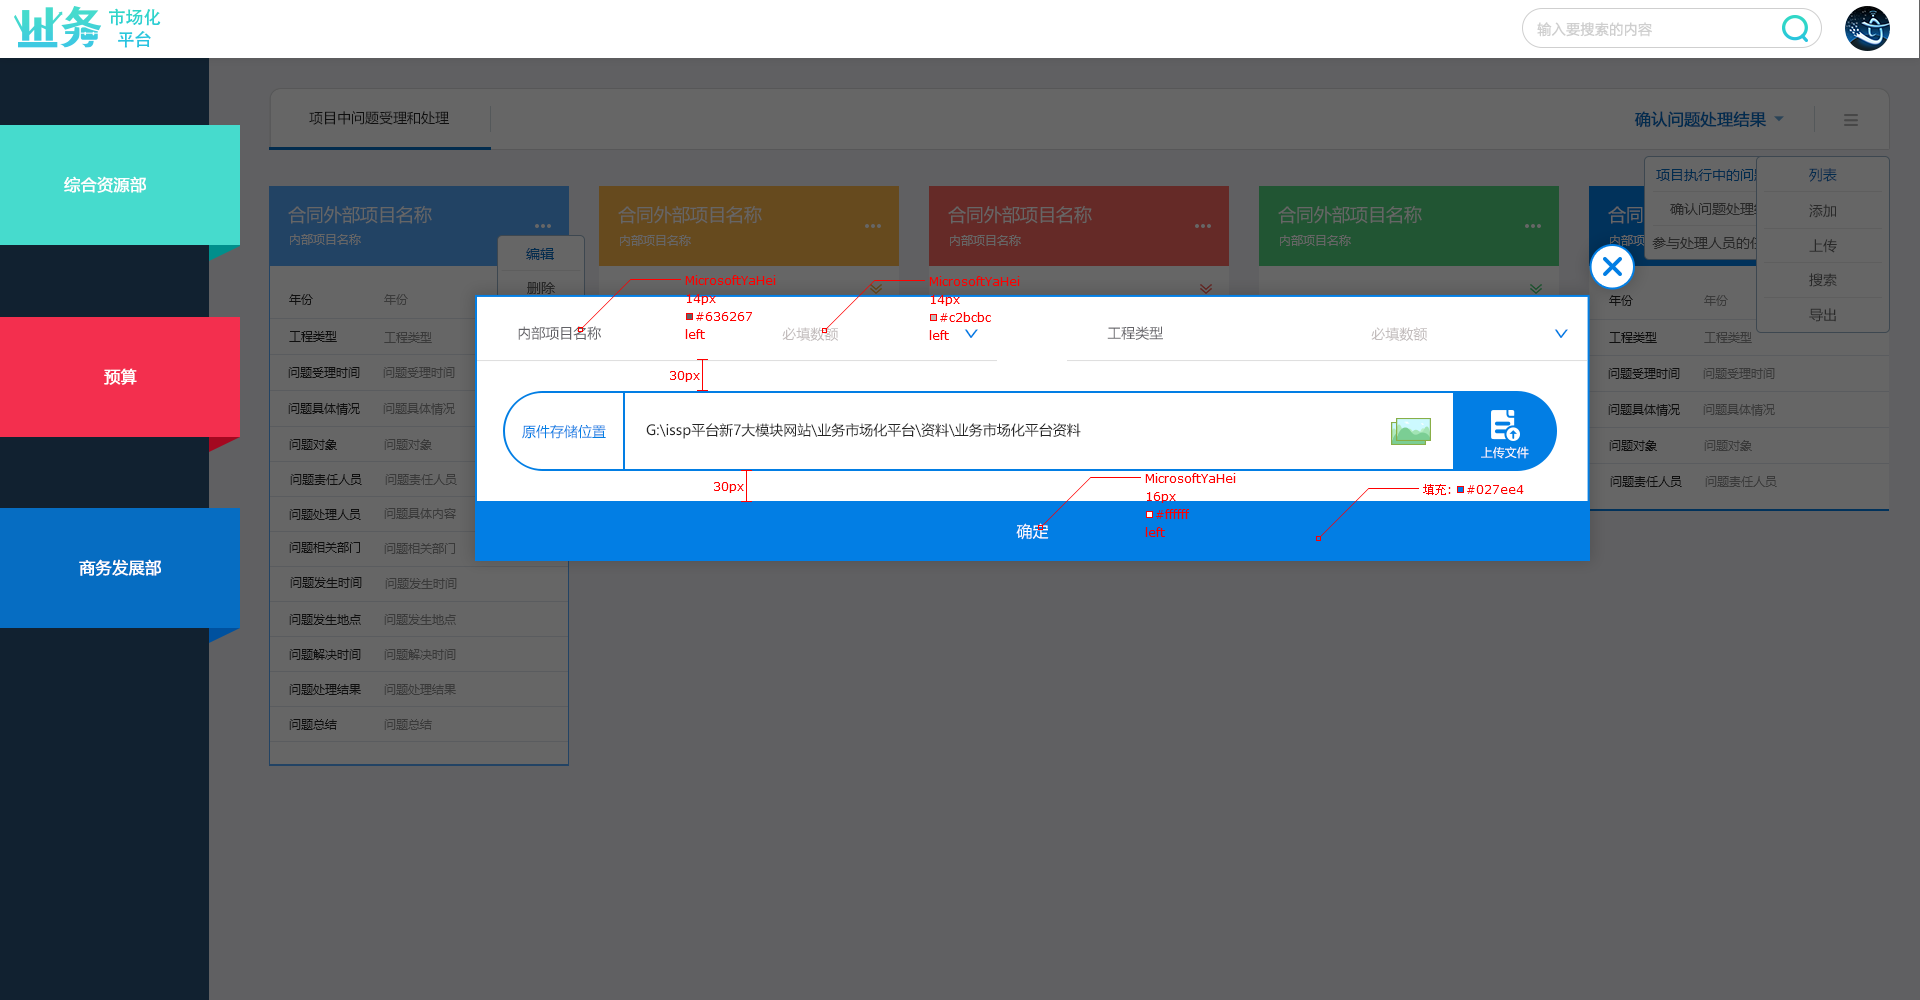 业务 市场化
平台
输入要搜索的内容
综合资源部
预算
商务发展部
项目中问题受理和处理
确认问题处理结果
合同外部项目名称
内部项目名称
编辑
删除
年份 年份
工程类型 工程类型
问题受理时间 问题受理时间
问题具体情况 问题具体情况
问题对象 问题对象
问题责任人员 问题责任人员
问题处理人员 问题具体内容
问题相关部门 问题相关部门
问题发生时间 问题发生时间
问题发生地点 问题发生地点
问题解决时间 问题解决时间
问题处理结果 问题处理结果
问题总结 问题总结
合同外部项目名称
内部项目名称
合同外部项目名称
内部项目名称
合同外部项目名称
内部项目名称
合同
内部项
项目执行中的问
确认问题处理
参与处理人员的
列表
添加
上传
搜索
导出
年份 年份
工程类型 工程类型
问题受理时间 问题受理时间
问题具体情况 问题具体情况
问题对象 问题对象
问题责任人员 问题责任人员
内部项目名称 必填数额
工程类型 必填数额
MicrosoftYaHei
14px
#636267
left
MicrosoftYaHei
14px
#c2bcbc
left
30px
原件存储位置
G:\issp平台新7大模块网站\业务市场化平台\资料\业务市场化平台资料
上传文件
30px
MicrosoftYaHei
16px
#ffffff
left
填充: #027ee4
确定